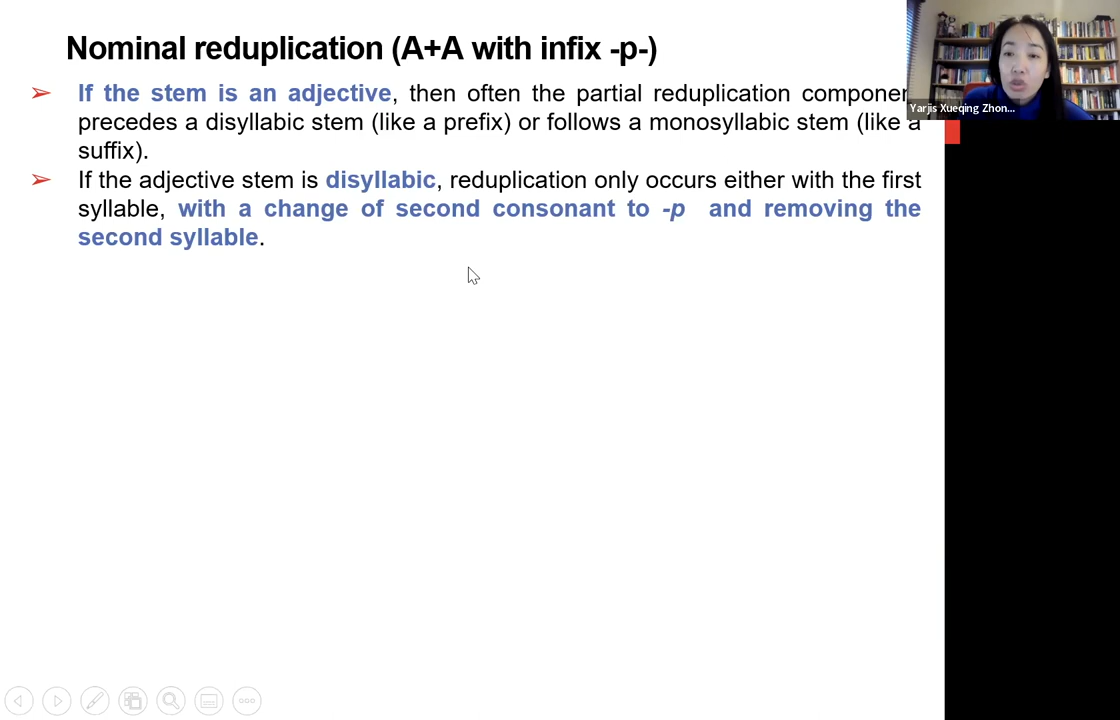 Nominal reduplication (A+A with infix -p-)
➢ If the stem is an adjective, then often the partial reduplication component
precedes a disyllabic stem (like a prefix) or follows a monosyllabic stem (like a
suffix).
➢ If the adjective stem is disyllabic, reduplication only occurs either with the first
syllable, with a change of second consonant to -p and removing the
second syllable.
Yarjis Xueqing Zhon...